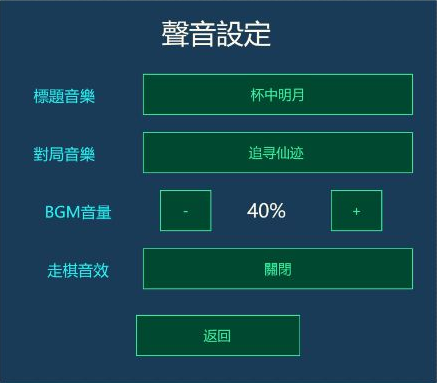 聲音設定
標題音樂 杯中明月
對局音樂 追寻仙迹
BGM音量 - 40% +
走棋音效 關閉
返回